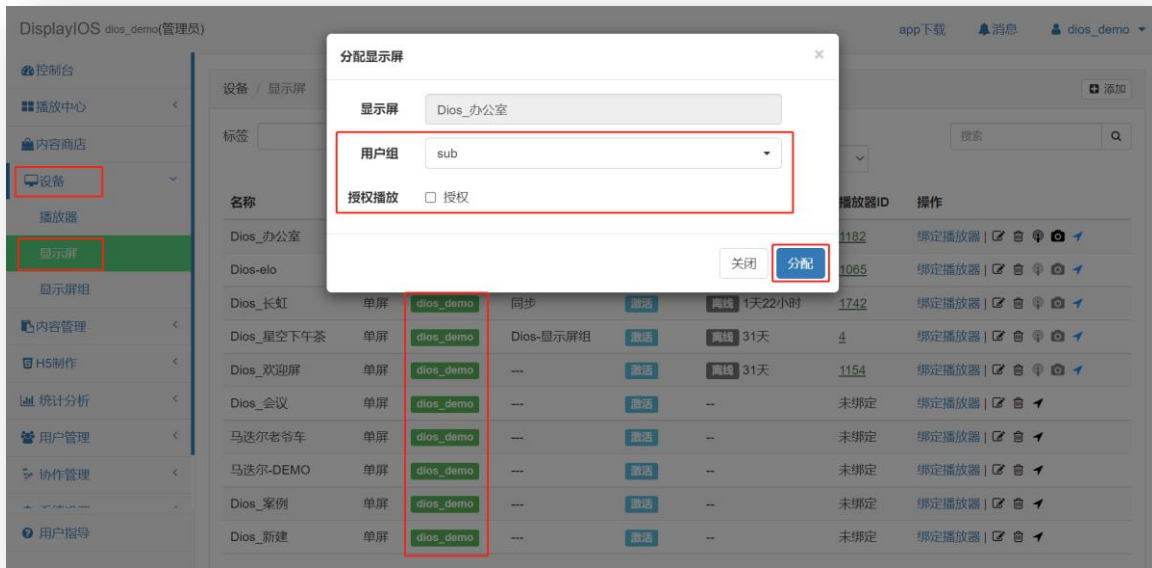 DisplayIOS dios_demo(管理员)
app下载 消息 dios_demo
控制台
播放中心
内容商店
设备
播放器
显示屏
显示屏组
内容管理
H5制作
统计分析
用户管理
协作管理
用户指导
设备 / 显示屏
添加
标签
搜索
分配显示屏 ×
显示屏 Dios_办公室
用户组 sub
授权播放 授权
关闭 分配
名称 播放器ID 操作
Dios_办公室 1182 绑定播放器 |
Dios-elo 1065 绑定播放器 |
Dios_长虹 单屏 dios_demo 同步 激活 离线 1天22小时 1742 绑定播放器 |
Dios_星空下午茶 单屏 dios_demo Dios-显示屏组 激活 离线 31天 4 绑定播放器 |
Dios_欢迎屏 单屏 dios_demo --- 激活 离线 31天 1154 绑定播放器 |
Dios_会议 单屏 dios_demo --- 激活 -- 未绑定 绑定播放器 |
马迭尔老爷车 单屏 dios_demo --- 激活 -- 未绑定 绑定播放器 |
马迭尔-DEMO 单屏 dios_demo --- 激活 -- 未绑定 绑定播放器 |
Dios_案例 单屏 dios_demo --- 激活 -- 未绑定 绑定播放器 |
Dios_新建 单屏 dios_demo --- 激活 -- 未绑定 绑定播放器 |